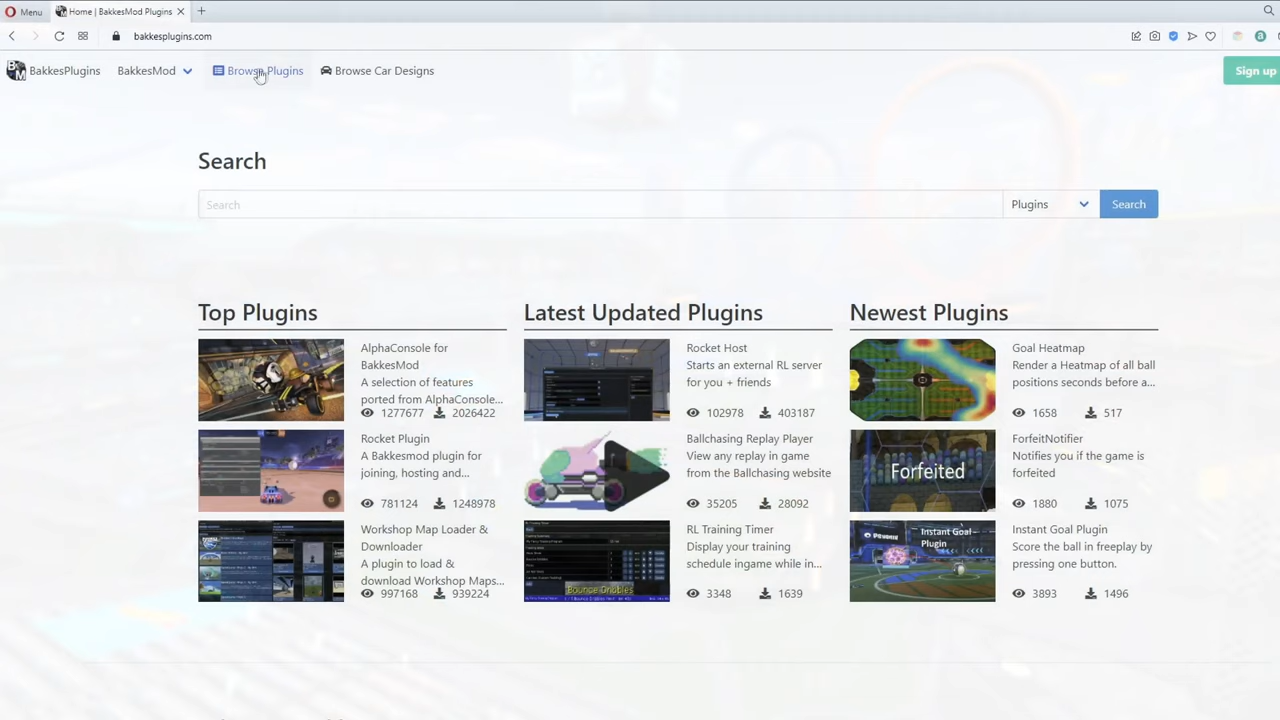 Menu
Home | BakkesMod Plugins
bakkesplugins.com
BakkesPlugins
BakkesMod
Browse Plugins
Browse Car Designs
Sign up
Search
Search
Plugins
Search
Top Plugins
AlphaConsole for
BakkesMod
A selection of features
ported from AlphaConsole...
1277677 2026422
Rocket Plugin
A Bakkesmod plugin for
joining, hosting and...
781124 1248978
Workshop Map Loader &
Downloader
A plugin to load &
download Workshop Maps...
997168 939224
Latest Updated Plugins
Rocket Host
Starts an external RL server
for you + friends
102978 403187
Ballchasing Replay Player
View any replay in game
from the Ballchasing website
5205 28092
RL Training Timer
Display your training
schedule ingame while in...
3348 1639
Bounce Dribbles
Newest Plugins
Goal Heatmap
Render a Heatmap of all ball
positions seconds before a...
1658 517
Forfeited
ForfeitNotifier
Notifies you if the game is
forfeited
880 1075
Instant Goal
Plugin
Instant Goal Plugin
Score the ball in freeplay by
pressing one button.
3893 1496